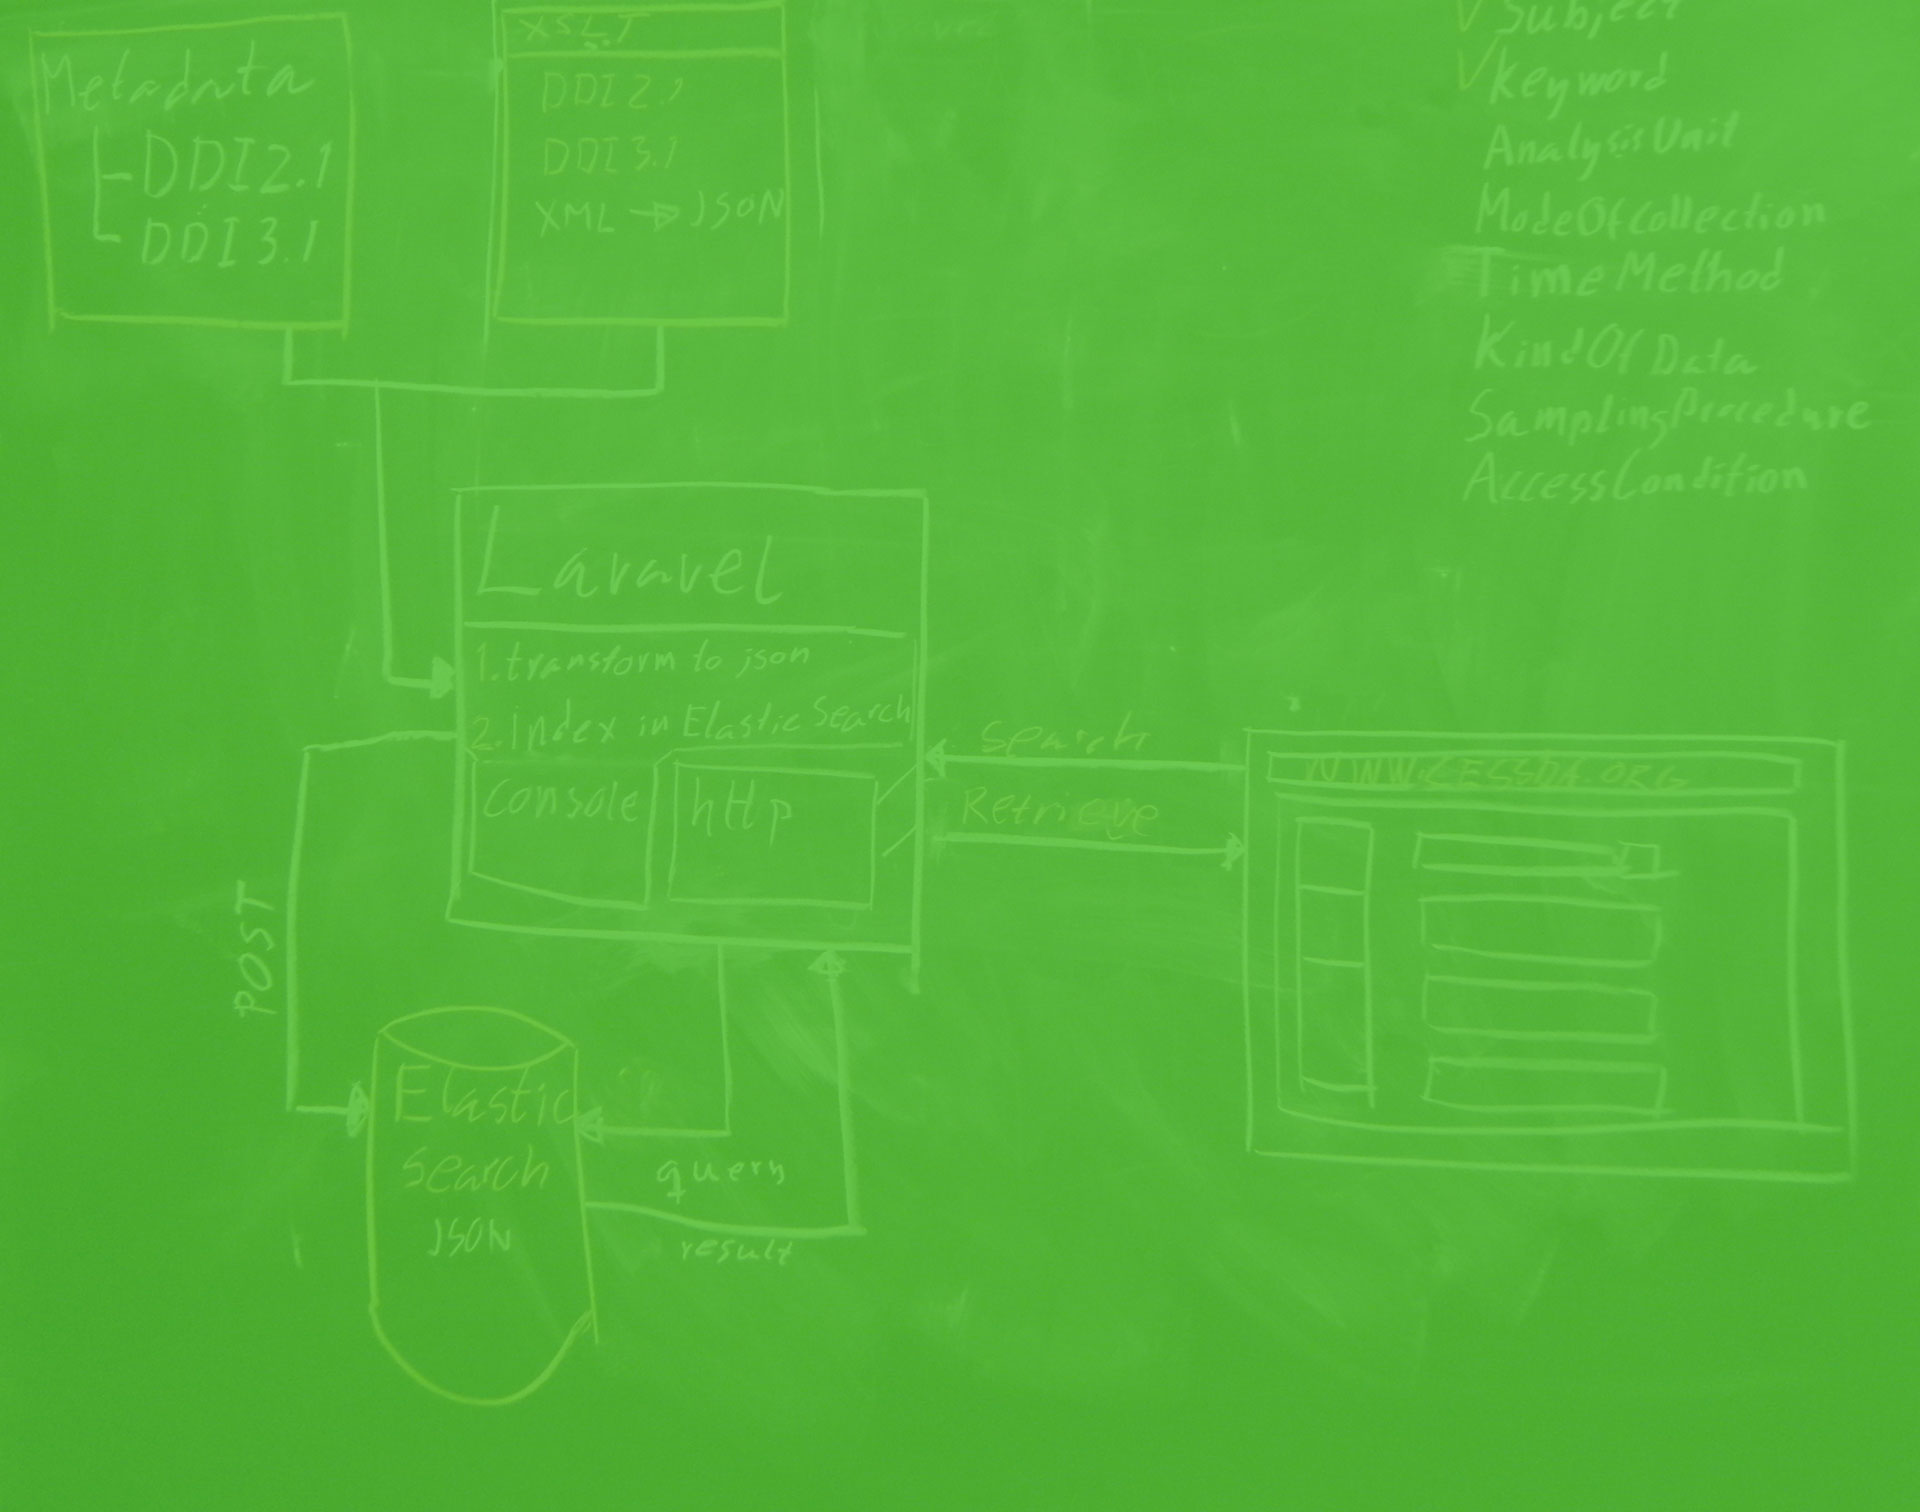 Metadata
DDI2.1
DDI3.1
XSLT
DDI2.1
DDI3.1
XML → JSON
Subject
Keyword
AnalysisUnit
ModeOfCollection
TimeMethod
KindOfData
SamplingProcedure
AccessCondition
Laravel
1. transform to json
2. Index in Elastic Search
console
http
Search
Retrieve
WWW.CESSDA.ORG
POST
Elastic
Search
JSON
query
result